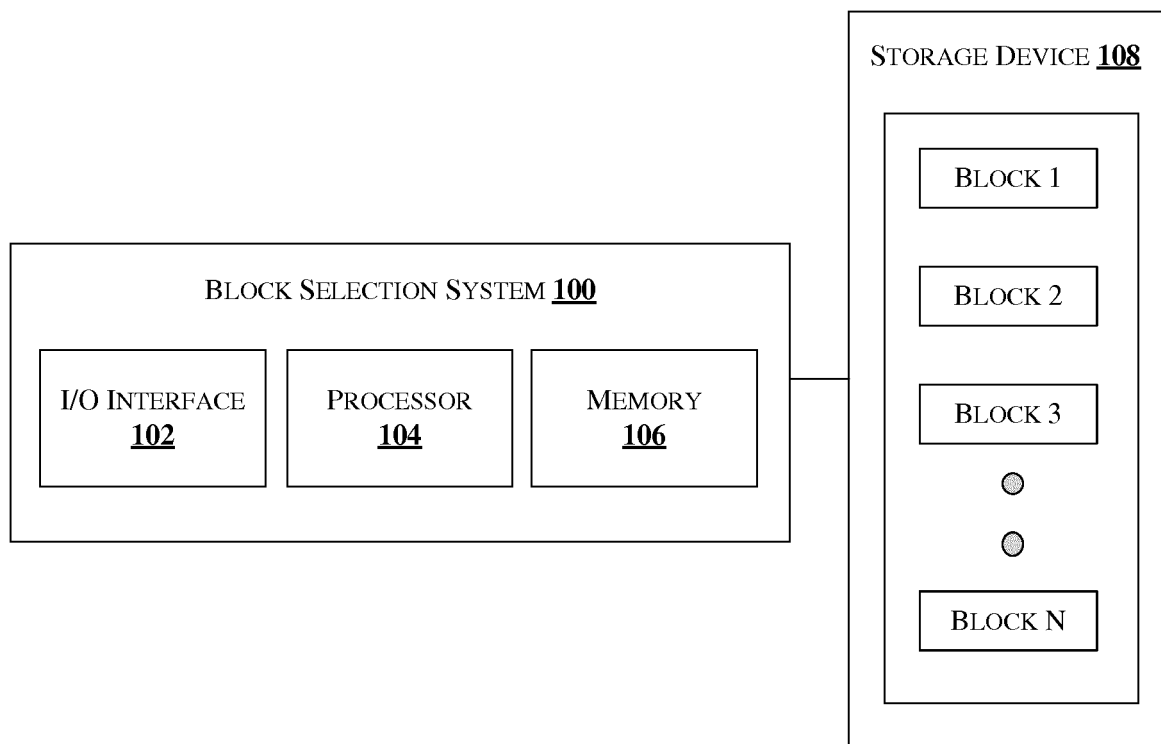 STORAGE DEVICE 108
BLOCK 1
BLOCK 2
BLOCK 3
BLOCK N
BLOCK SELECTION SYSTEM 100
I/O INTERFACE
102
PROCESSOR
104
MEMORY
106